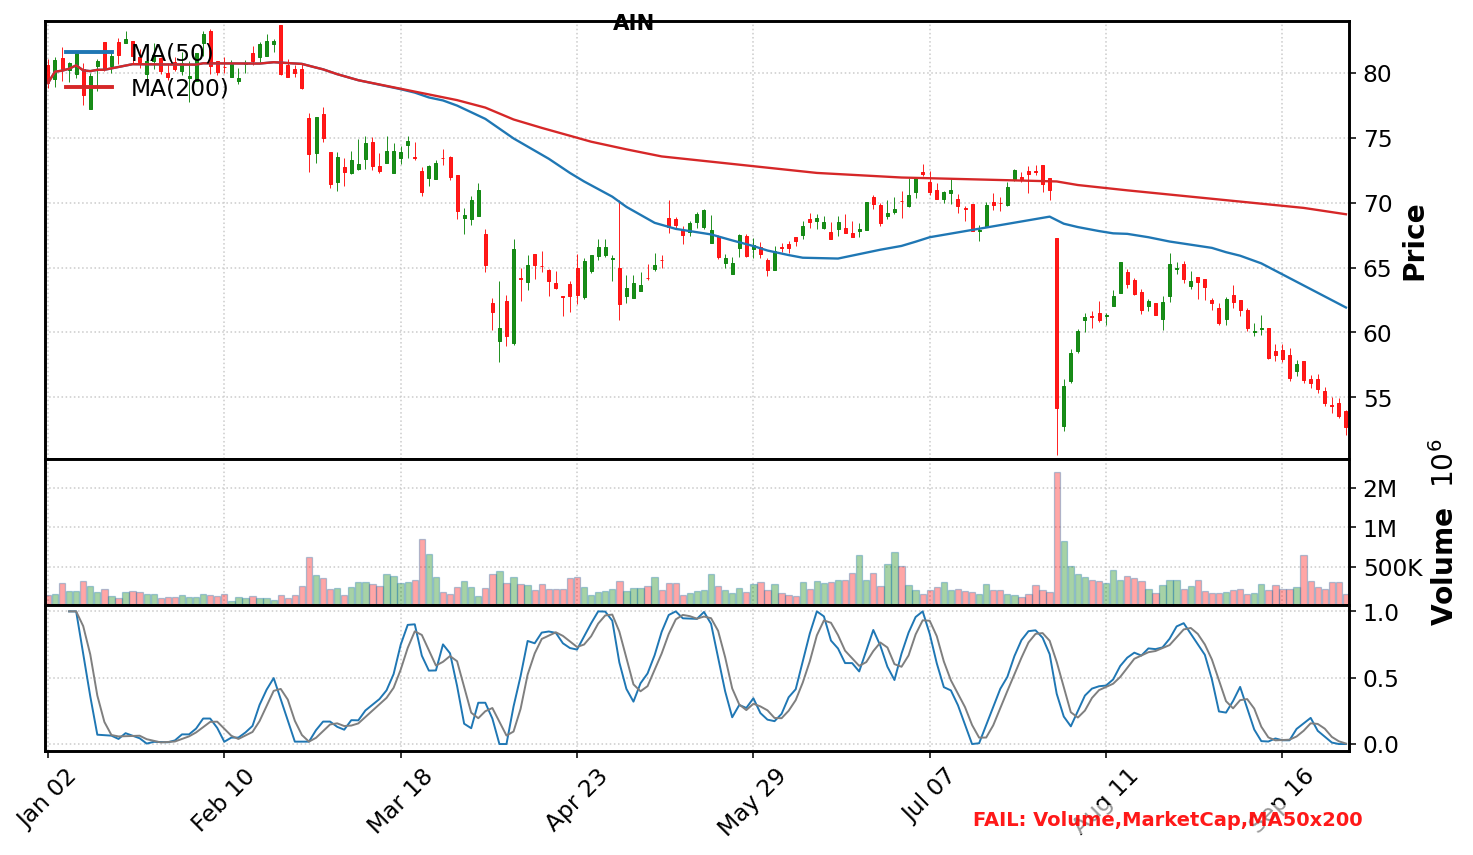 AIN
MA(50)
MA(200)
80
75
70
65
60
55
Price
2M
1M
500K
Volume 10^6
1.0
0.5
0.0
Jan 02
Feb 10
Mar 18
Apr 23
May 29
Jul 07
Aug 11
Sep 16
FAIL: Volume,MarketCap,MA50x200